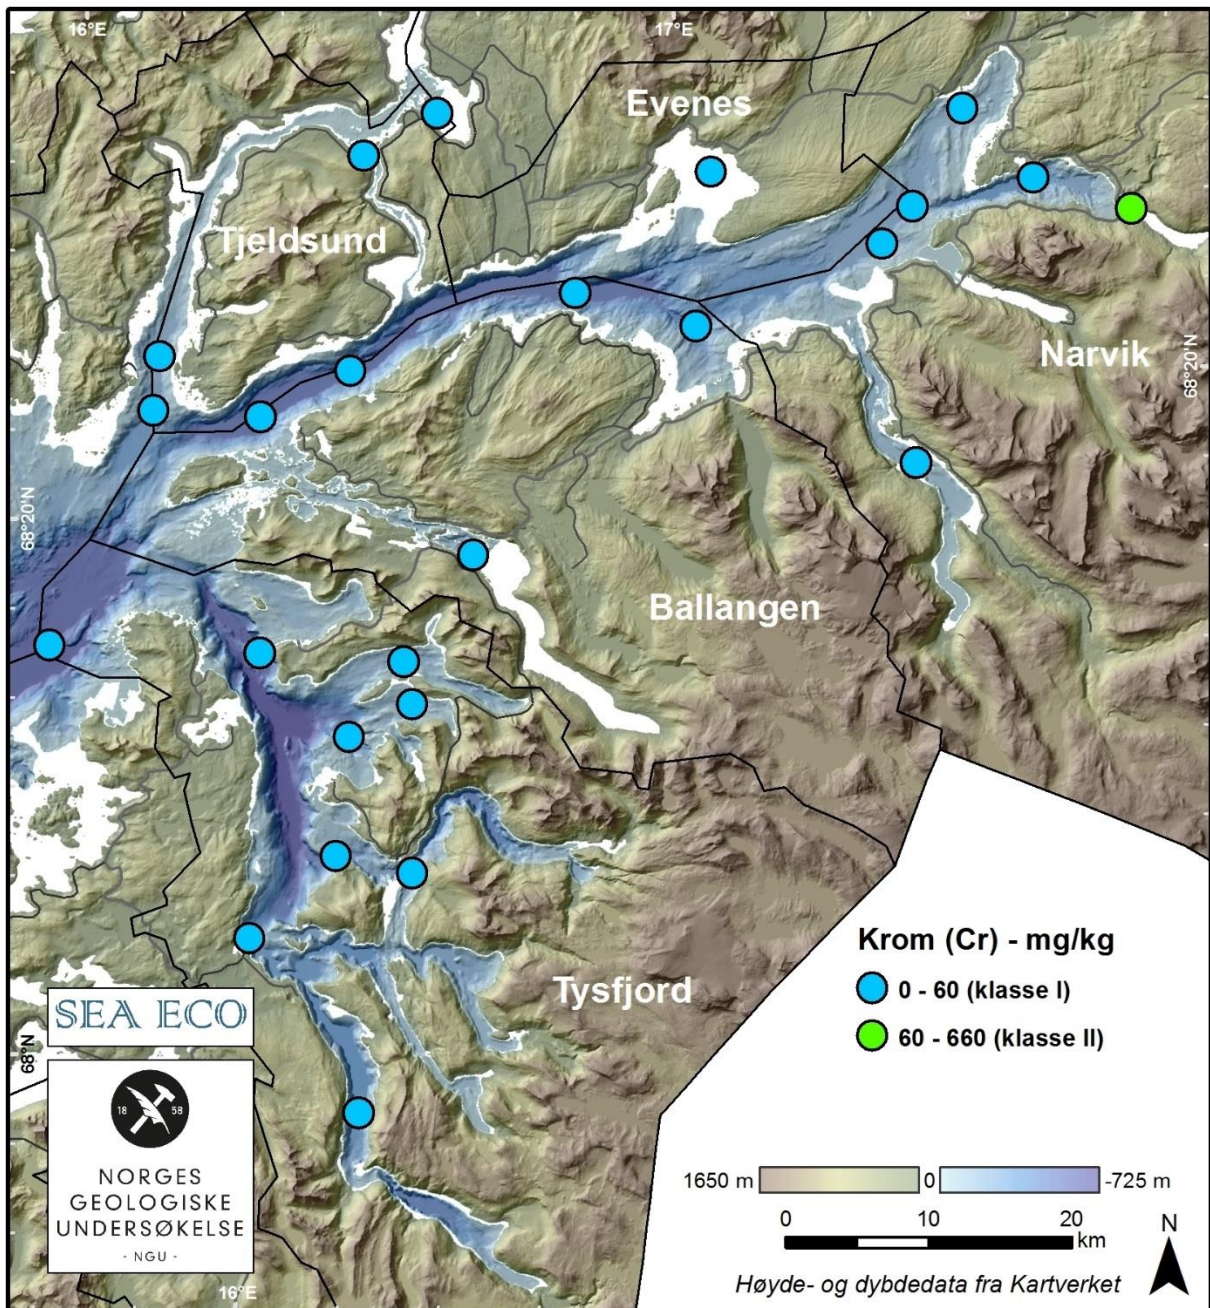 16°E
17°E
Evenes
Tjeldsund
Narvik
68°20'N
68°20'N
Ballangen
Krom (Cr) - mg/kg
0 - 60 (klasse I)
60 - 660 (klasse II)
Tysfjord
SEA ECO
68°N
18 58
NORGES
GEOLOGISKE
UNDERSØKELSE
- NGU -
1650 m 0 -725 m
0 10 20
km
N
Høyde- og dybdedata fra Kartverket
16°E